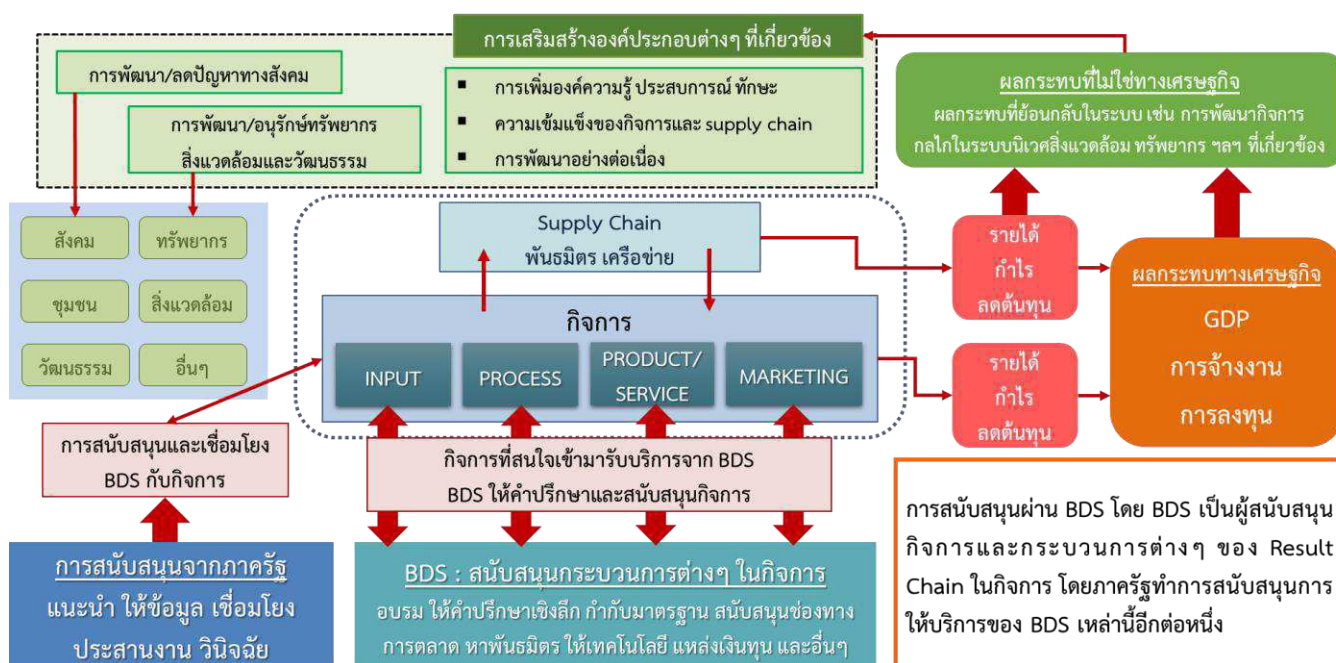 การเสริมสร้างองค์ประกอบต่างๆ ที่เกี่ยวข้อง
การพัฒนา/ลดปัญหาทางสังคม
การพัฒนา/อนุรักษ์ทรัพยากร
สิ่งแวดล้อมและวัฒนธรรม
▪ การเพิ่มองค์ความรู้ ประสบการณ์ ทักษะ
▪ ความเข้มแข็งของกิจการและ supply chain
▪ การพัฒนาอย่างต่อเนื่อง
ผลกระทบที่ไม่ใช่ทางเศรษฐกิจ
ผลกระทบที่ย้อนกลับในระบบ เช่น การพัฒนากิจการ
กลไกในระบบนิเวศสิ่งแวดล้อม ทรัพยากร ฯลฯ ที่เกี่ยวข้อง
สังคม
ทรัพยากร
ชุมชน
สิ่งแวดล้อม
วัฒนธรรม
อื่นๆ
Supply Chain
พันธมิตร เครือข่าย
กิจการ
INPUT
PROCESS
PRODUCT/
SERVICE
MARKETING
รายได้
กำไร
ลดต้นทุน
รายได้
กำไร
ลดต้นทุน
ผลกระทบทางเศรษฐกิจ
GDP
การจ้างงาน
การลงทุน
การสนับสนุนและเชื่อมโยง
BDS กับกิจการ
กิจการที่สนใจเข้ามารับบริการจาก BDS
BDS ให้คำปรึกษาและสนับสนุนกิจการ
การสนับสนุนจากภาครัฐ
แนะนำ ให้ข้อมูล เชื่อมโยง
ประสานงาน วินิจฉัย
BDS : สนับสนุนกระบวนการต่างๆ ในกิจการ
อบรม ให้คำปรึกษาเชิงลึก กำกับมาตรฐาน สนับสนุนช่องทาง
การตลาด หาพันธมิตร ให้เทคโนโลยี แหล่งเงินทุน และอื่นๆ
การสนับสนุนผ่าน BDS โดย BDS เป็นผู้สนับสนุน
กิจการและกระบวนการต่างๆ ของ Result
Chain ในกิจการ โดยภาครัฐทำการสนับสนุนการ
ให้บริการของ BDS เหล่านี้อีกต่อหนึ่ง